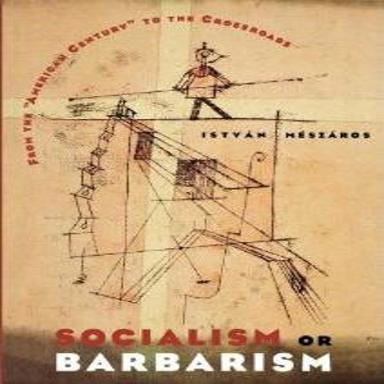 From the "American Century" to the Crossroads
István Mészáros
SOCIALISM OR
BARBARISM